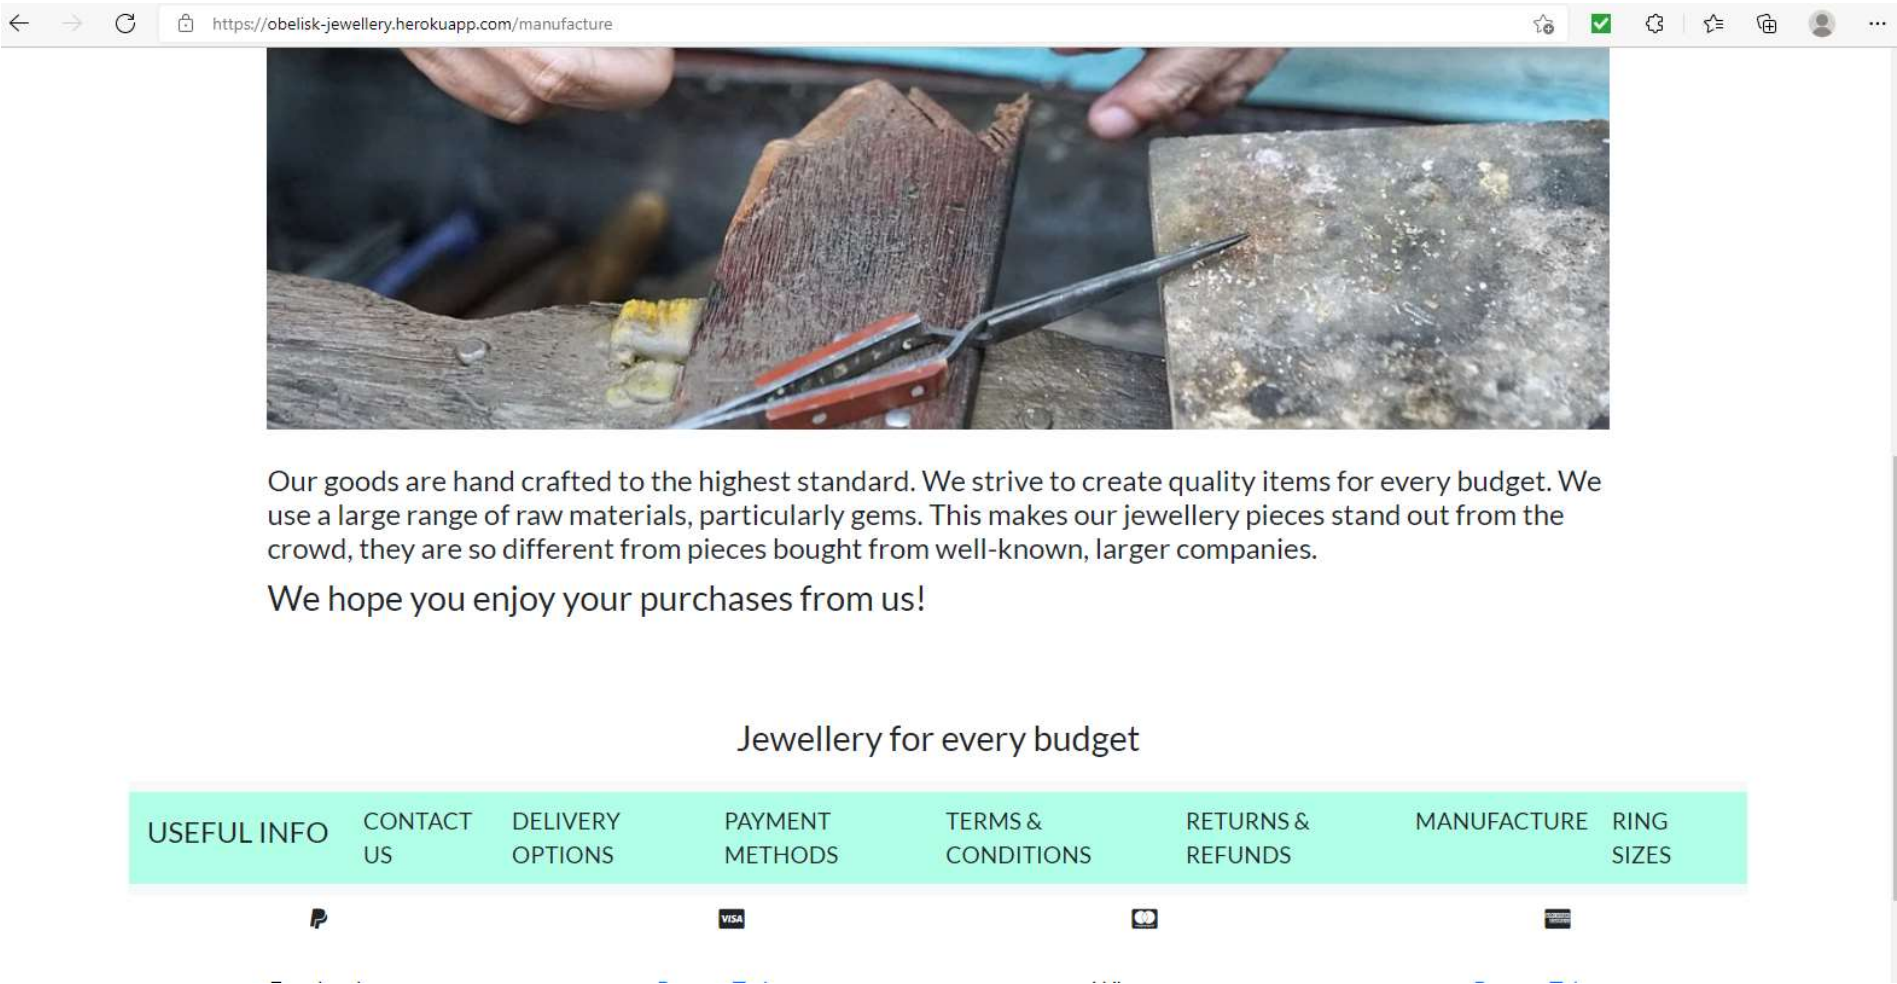 https://obelisk-jewellery.herokuapp.com/manufacture
Our goods are hand crafted to the highest standard. We strive to create quality items for every budget. We
use a large range of raw materials, particularly gems. This makes our jewellery pieces stand out from the
crowd, they are so different from pieces bought from well-known, larger companies.
We hope you enjoy your purchases from us!
Jewellery for every budget
USEFUL INFO
CONTACT
US
DELIVERY
OPTIONS
PAYMENT
METHODS
TERMS &
CONDITIONS
RETURNS &
REFUNDS
MANUFACTURE
RING
SIZES
VISA